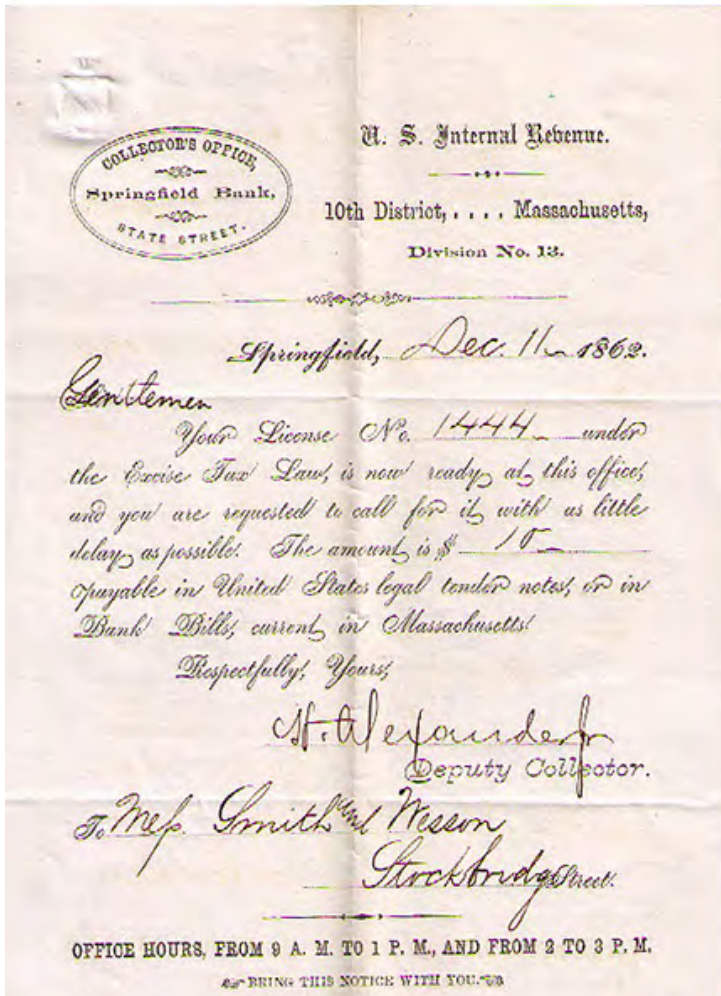 COLLECTOR'S OFFICE,
Springfield Bank,
STATE STREET.
U. S. Internal Revenue.
10th District, . . . . Massachusetts,
Division No. 13.
Springfield, Dec. 11 1862.
Gentlemen
Your License No. 1444 under
the Excise Tax Law, is now ready at this office,
and you are requested to call for it with as little
delay as possible. The amount is $
payable in United States legal tender notes, or in
Bank Bills, current in Massachusetts.
Respectfully, Yours,
H. Alexander Jr
Deputy Collector.
To Mess. Smith and Wesson
Stockbridge Street.
OFFICE HOURS, FROM 9 A. M. TO 1 P. M., AND FROM 2 TO 3 P. M.
BRING THIS NOTICE WITH YOU.